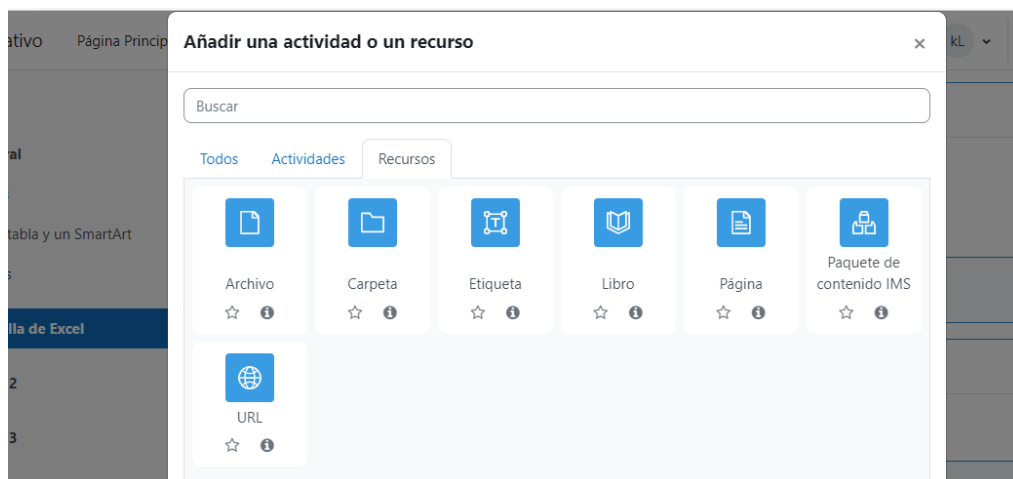 ativo Página Princip
Añadir una actividad o un recurso
×
kL
Buscar
Todos Actividades Recursos
Archivo Carpeta Etiqueta Libro Página Paquete de
contenido IMS
URL
ral
tabla y un SmartArt
s
lla de Excel
2
3